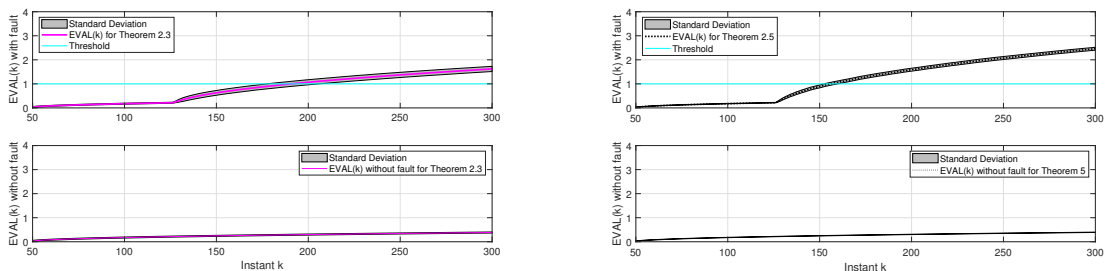 EVAL(k) with fault
4
3
2
1
0
Standard Deviation
EVAL(k) for Theorem 2.3
Threshold
50 100 150 200 250 300
EVAL(k) without fault
4
3
2
1
0
Standard Deviation
EVAL(k) without fault for Theorem 2.3
50 100 150 200 250 300
Instant k
EVAL(k) with fault
4
3
2
1
0
Standard Deviation
EVAL(k) for Theorem 2.5
Threshold
50 100 150 200 250 300
EVAL(k) without fault
4
3
2
1
0
Standard Deviation
EVAL(k) without fault for Theorem 5
50 100 150 200 250 300
Instant k